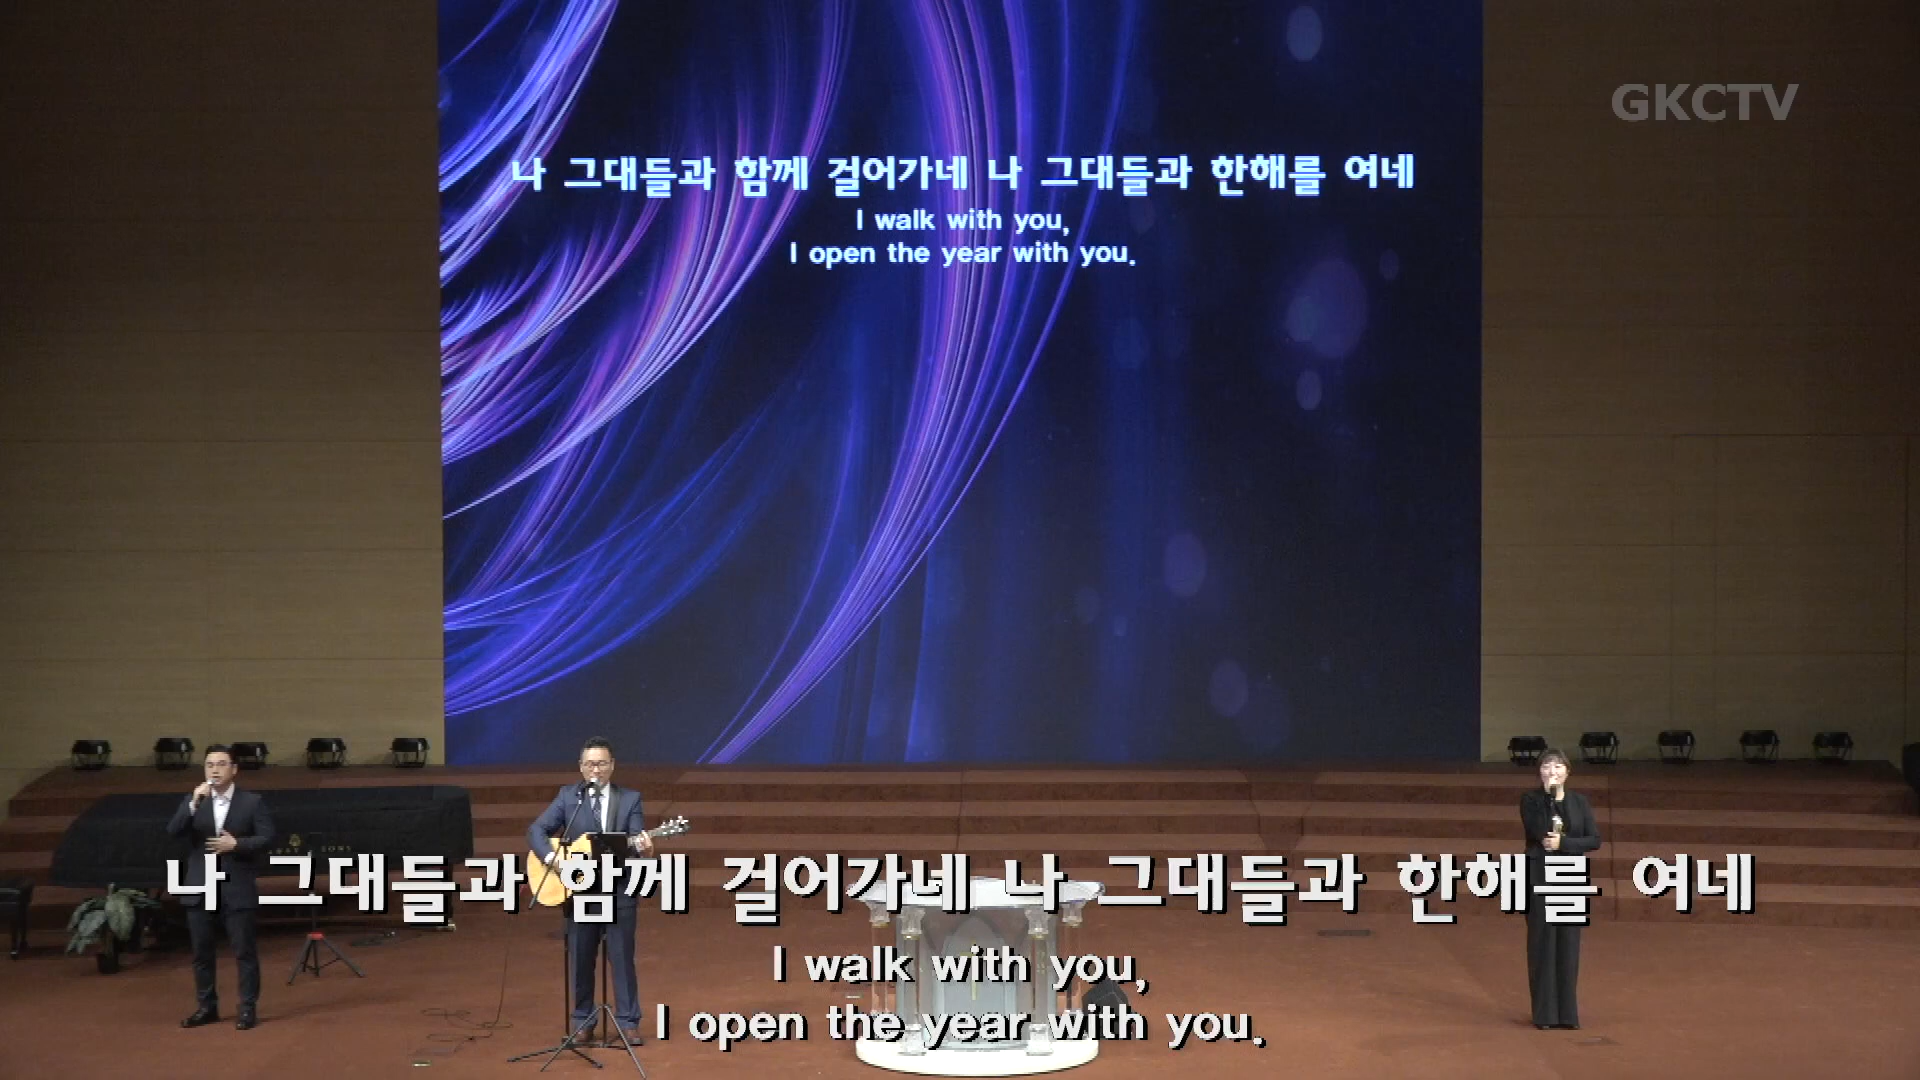 GKCTV
나 그대들과 함께 걸어가네 나 그대들과 한해를 여네
I walk with you,
I open the year with you.
나 그대들과 함께 걸어가네 나 그대들과 한해를 여네
I walk with you,
I open the year with you.